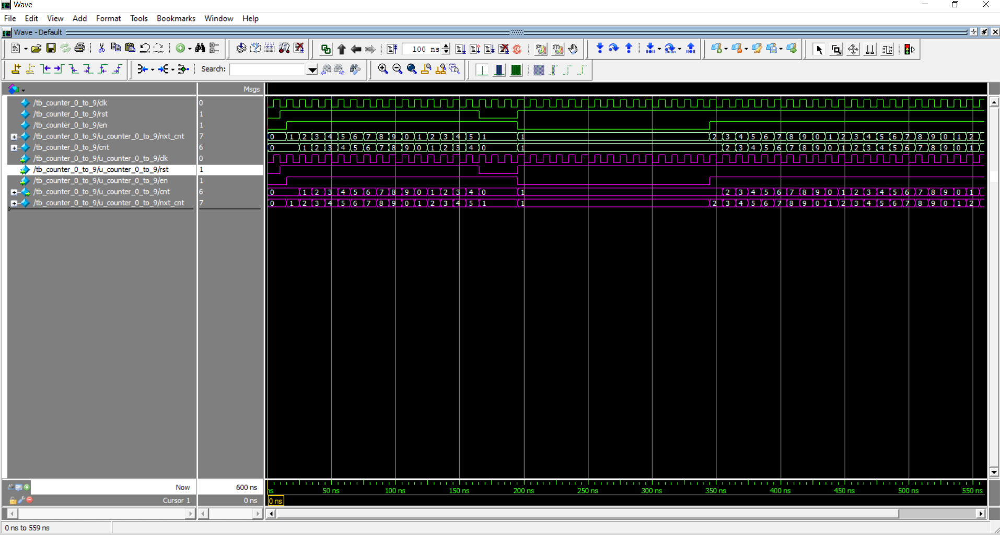 Wave
File Edit View Add Format Tools Bookmarks Window Help
Wave - Default
100 ns
Search:
Msgs
/tb_counter_0_to_9/clk 0
/tb_counter_0_to_9/rst 1
/tb_counter_0_to_9/en 1
/tb_counter_0_to_9/u_counter_0_to_9/nxt_cnt 7 0 1 2 3 4 5 6 7 8 9 0 1 2 3 4 5 1 1 2 3 4 5 6 7 8 9 0 1 2 3 4 5 6 7 8 9 0 1 2
/tb_counter_0_to_9/cnt 6 0 1 2 3 4 5 6 7 8 9 0 1 2 3 4 0 1 2 3 4 5 6 7 8 9 0 1 2 3 4 5 6 7 8 9 0 1
/tb_counter_0_to_9/u_counter_0_to_9/clk 0
/tb_counter_0_to_9/u_counter_0_to_9/rst 1
/tb_counter_0_to_9/u_counter_0_to_9/en 1
/tb_counter_0_to_9/u_counter_0_to_9/cnt 6 0 1 2 3 4 5 6 7 8 9 0 1 2 3 4 0 1 2 3 4 5 6 7 8 9 0 1 2 3 4 5 6 7 8 9 0 1
/tb_counter_0_to_9/u_counter_0_to_9/nxt_cnt 7 0 1 2 3 4 5 6 7 8 9 0 1 2 3 4 5 1 1 2 3 4 5 6 7 8 9 0 1 2 3 4 5 6 7 8 9 0 1 2
Now 600 ns ns 50 ns 100 ns 150 ns 200 ns 250 ns 300 ns 350 ns 400 ns 450 ns 500 ns 550 ns
Cursor 1 0 ns 0 ns
0 ns to 559 ns